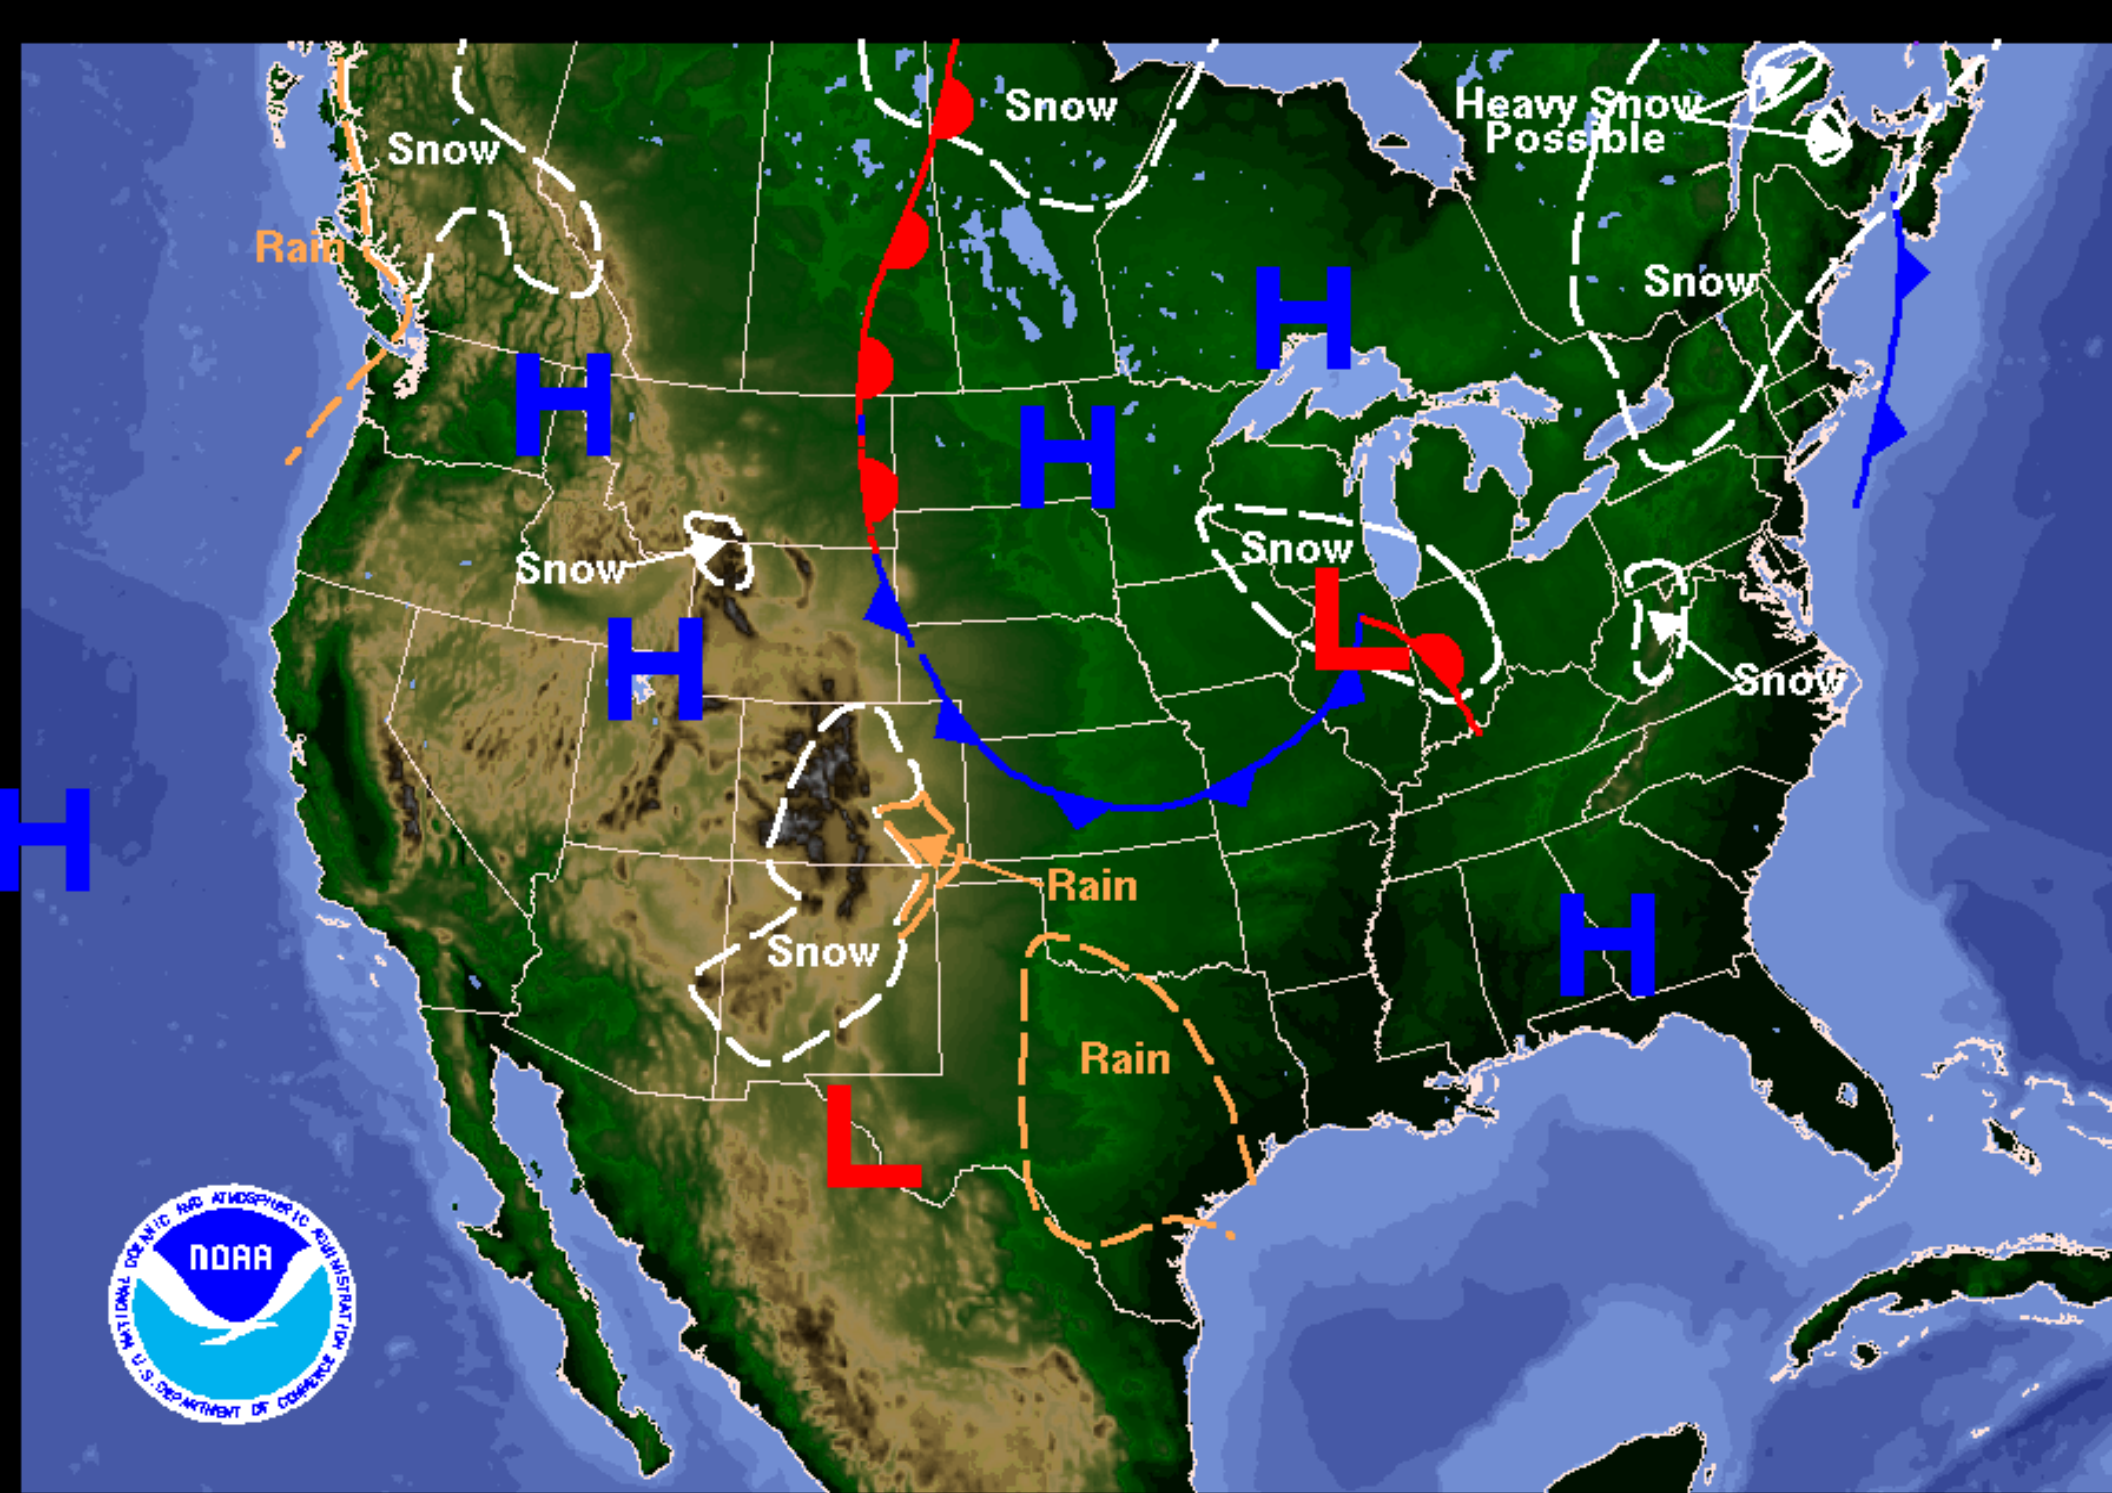 Snow
Heavy Snow
Possible
Snow
Rain
Snow
H
H
H
Snow
Snow
L
H
Snow
H
Rain
Snow
H
Rain
L
NATIONAL OCEANIC AND ATMOSPHERIC ADMINISTRATION
NOAA
U.S. DEPARTMENT OF COMMERCE